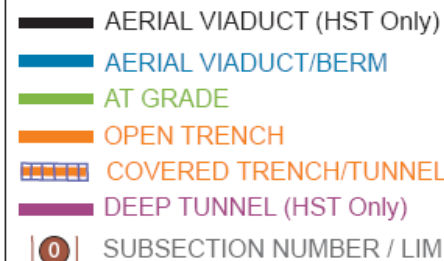 AERIAL VIADUCT (HST Only)
AERIAL VIADUCT/BERM
AT GRADE
OPEN TRENCH
COVERED TRENCH/TUNNEL
DEEP TUNNEL (HST Only)
0 SUBSECTION NUMBER / LIM